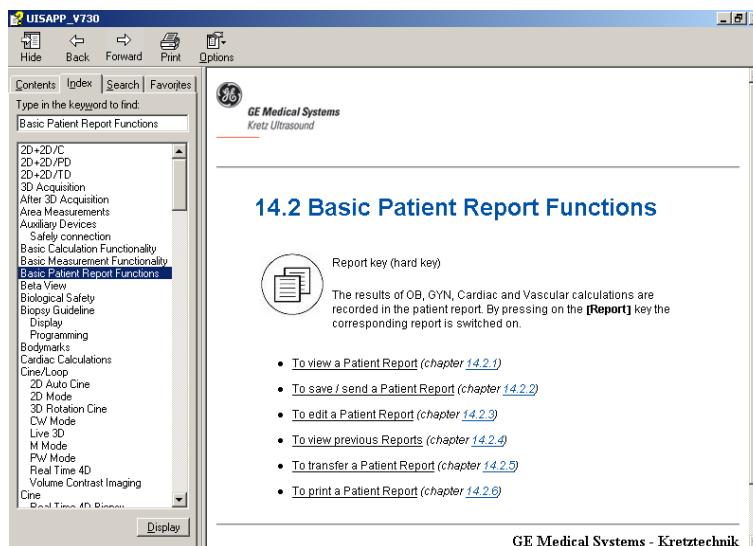 UISAPP_V730
Hide Back Forward Print Options
Contents Index Search Favorites
Type in the keyword to find:
Basic Patient Report Functions
2D+2D/C
2D+2D/PD
2D+2D/TD
3D Acquisition
After 3D Acquisition
Area Measurements
Auxiliary Devices
Safely connection
Basic Calculation Functionality
Basic Measurement Functionality
Basic Patient Report Functions
Beta View
Biological Safety
Biopsy Guideline
Display
Programming
Bodymarks
Cardiac Calculations
Cine/Loop
2D Auto Cine
2D Mode
3D Rotation Cine
CW Mode
Live 3D
M Mode
PW Mode
Real Time 4D
Volume Contrast Imaging
Cine
Real Time 4D Biopsy
Display
GE Medical Systems
Kretz Ultrasound
14.2 Basic Patient Report Functions
Report key (hard key)
The results of OB, GYN, Cardiac and Vascular calculations are
recorded in the patient report. By pressing on the [Report] key the
corresponding report is switched on.
• To view a Patient Report (chapter 14.2.1)
• To save / send a Patient Report (chapter 14.2.2)
• To edit a Patient Report (chapter 14.2.3)
• To view previous Reports (chapter 14.2.4)
• To transfer a Patient Report (chapter 14.2.5)
• To print a Patient Report (chapter 14.2.6)
GE Medical Systems - Kretztechnik